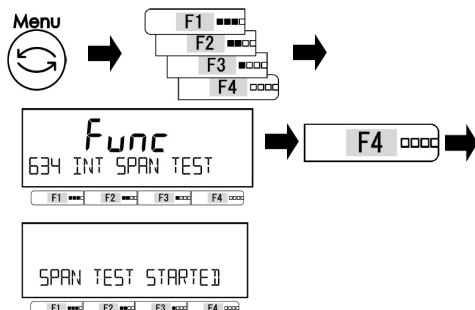 Menu
F1
F2
F3
F4
Func
634 INT SPAN TEST
F1 F2 F3 F4
F4
SPAN TEST STARTED
F1 F2 F3 F4